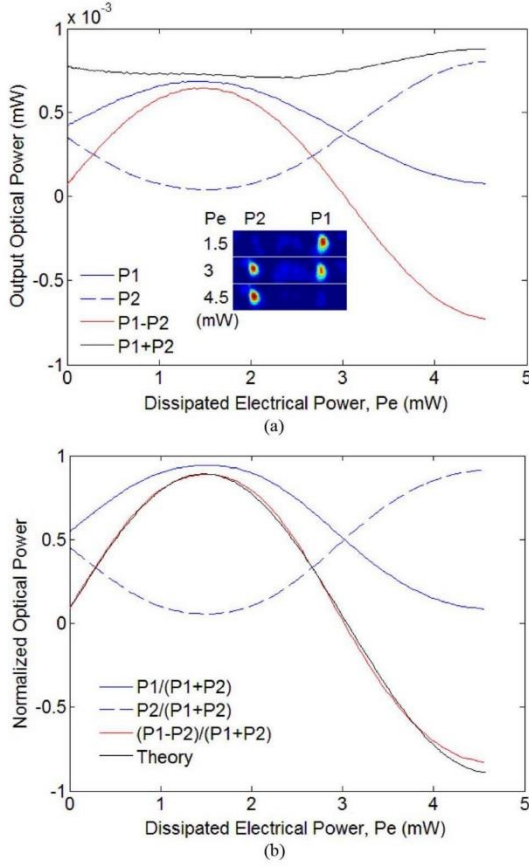 1 x 10⁻³
0.5
0
-0.5
-1
Output Optical Power (mW)
Pe P2 P1
1.5
3
4.5
(mW)
P1
P2
P1-P2
P1+P2
0 1 2 3 4 5
Dissipated Electrical Power, Pe (mW)
(a)
1
0.5
0
-0.5
-1
Normalized Optical Power
P1/(P1+P2)
P2/(P1+P2)
(P1-P2)/(P1+P2)
Theory
0 1 2 3 4 5
Dissipated Electrical Power, Pe (mW)
(b)